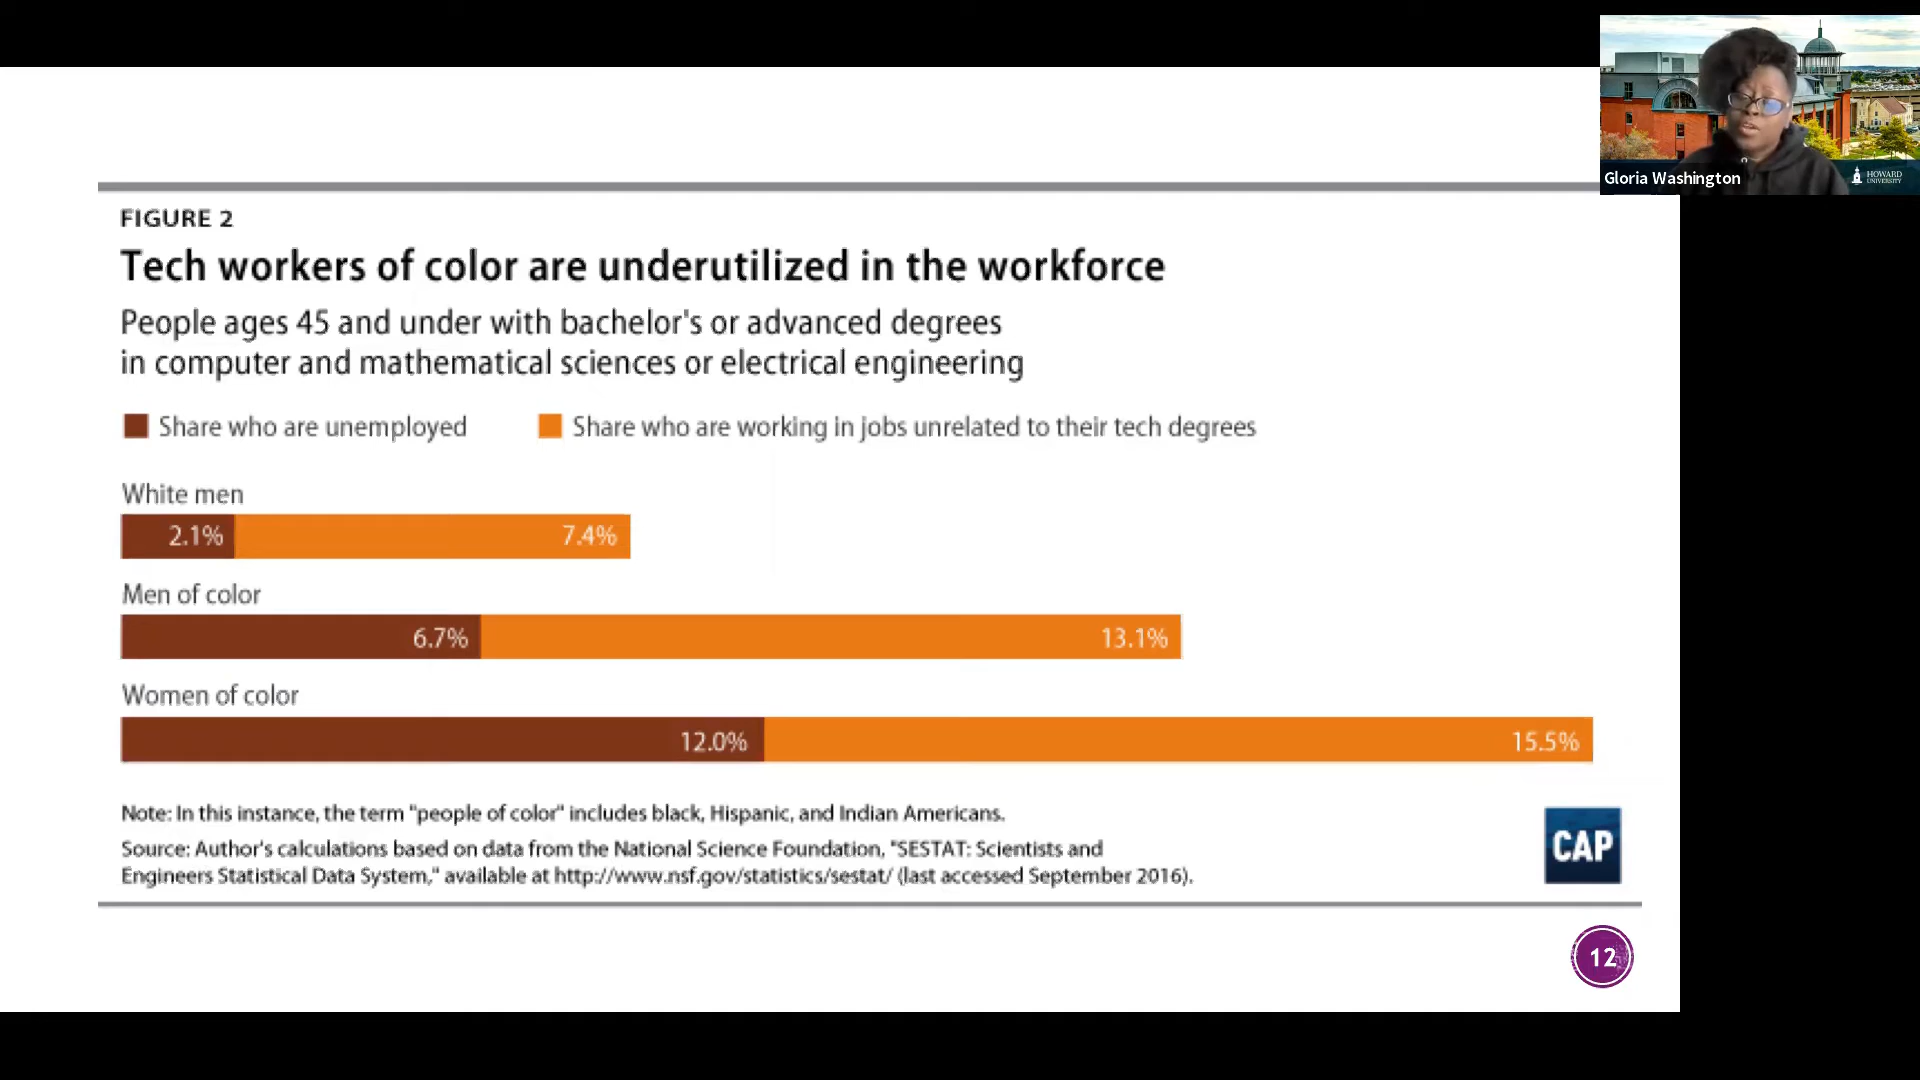 Gloria Washington
HOWARD
UNIVERSITY
FIGURE 2
Tech workers of color are underutilized in the workforce
People ages 45 and under with bachelor's or advanced degrees
in computer and mathematical sciences or electrical engineering
Share who are unemployed
Share who are working in jobs unrelated to their tech degrees
White men
2.1%
7.4%
Men of color
6.7%
13.1%
Women of color
12.0%
15.5%
Note: In this instance, the term "people of color" includes black, Hispanic, and Indian Americans.
Source: Author's calculations based on data from the National Science Foundation, "SESTAT: Scientists and
Engineers Statistical Data System," available at http://www.nsf.gov/statistics/sestat/ (last accessed September 2016).
CAP
12